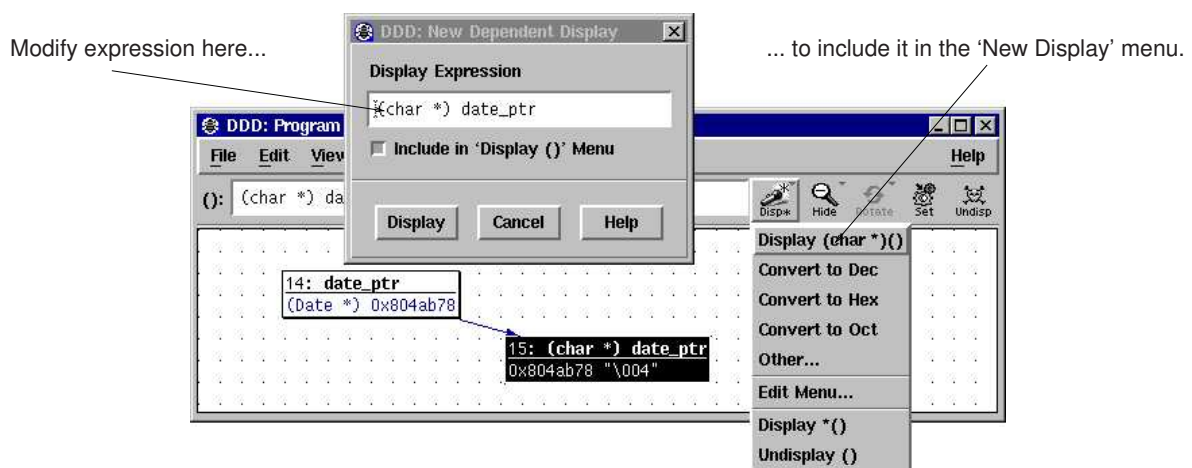 DDD: New Dependent Display
Modify expression here...
... to include it in the ‘New Display’ menu.
Display Expression
(char *) date_ptr
DDD: Program
Include in ‘Display ()’ Menu
File Edit View
Help
(): (char *) da
Disp* Hide Rotate Set Undisp
Display Cancel Help
Display (char *)()
Convert to Dec
14: date_ptr
(Date *) 0x804ab78
Convert to Hex
Convert to Oct
15: (char *) date_ptr
0x804ab78 "\004"
Other...
Edit Menu...
Display *()
Undisplay ()